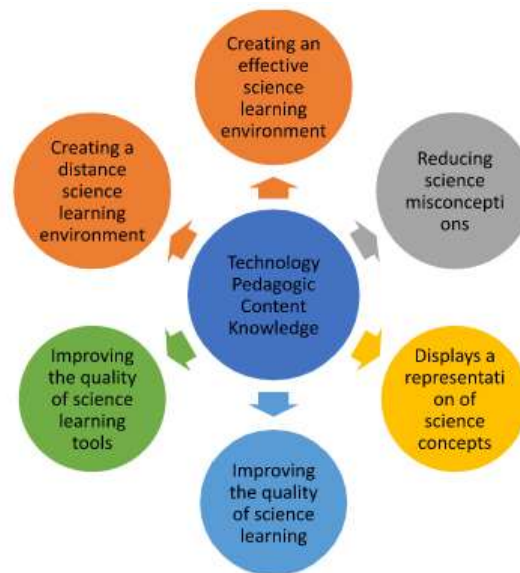 Creating an
effective
science
learning
environment
Creating a
distance
science
learning
environment
Reducing
science
misconcepti
ons
Technology
Pedagogic
Content
Knowledge
Improving
the quality
of science
learning
tools
Displays a
representati
on of
science
concepts
Improving
the quality
of science
learning